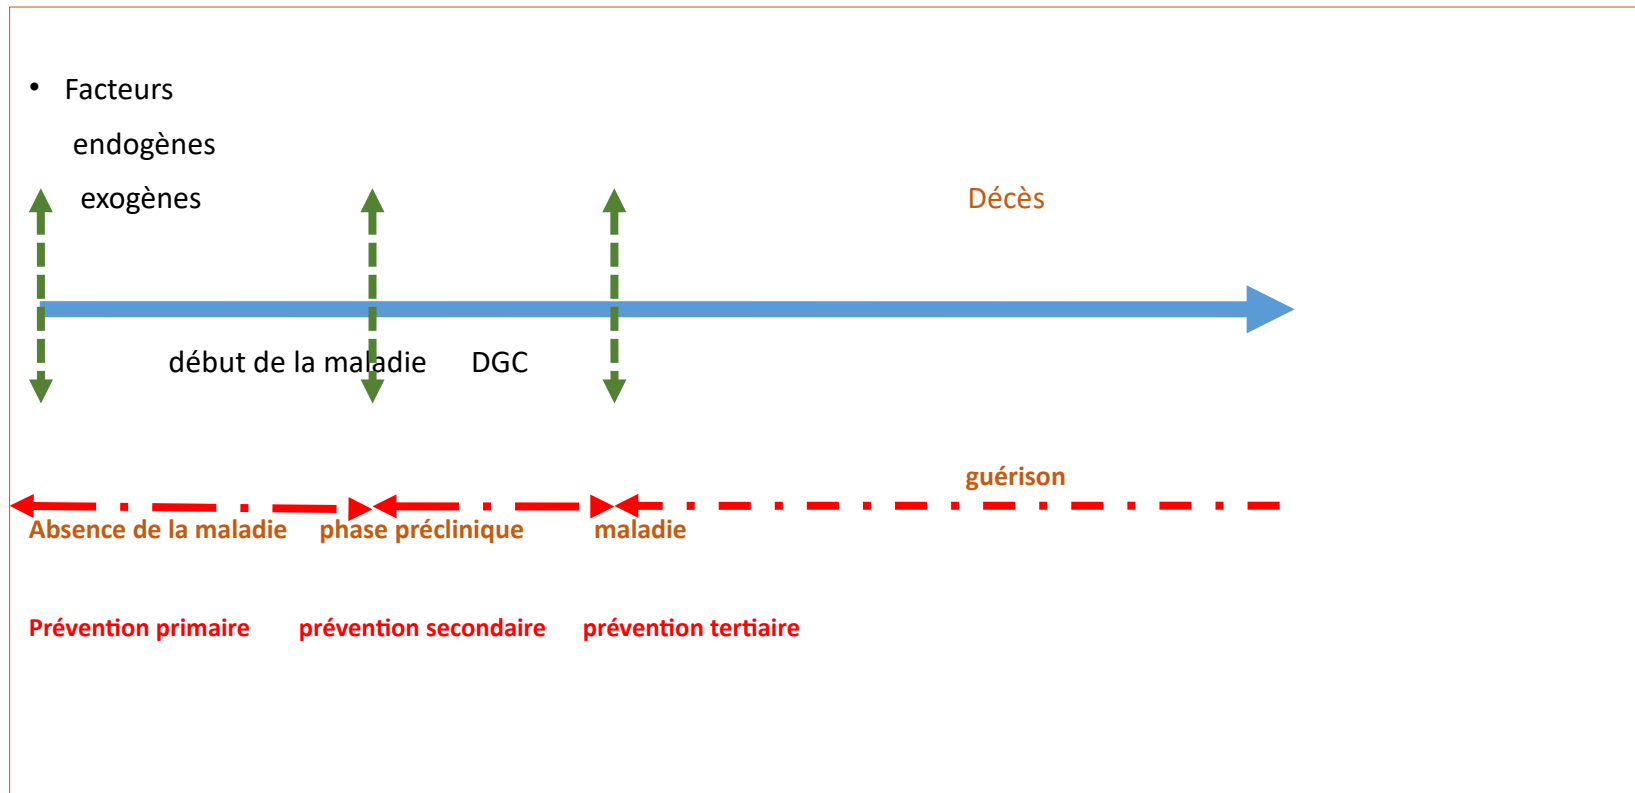 • Facteurs
endogènes
exogènes
Décès
début de la maladie DGC
guérison
Absence de la maladie phase préclinique maladie
Prévention primaire prévention secondaire prévention tertiaire